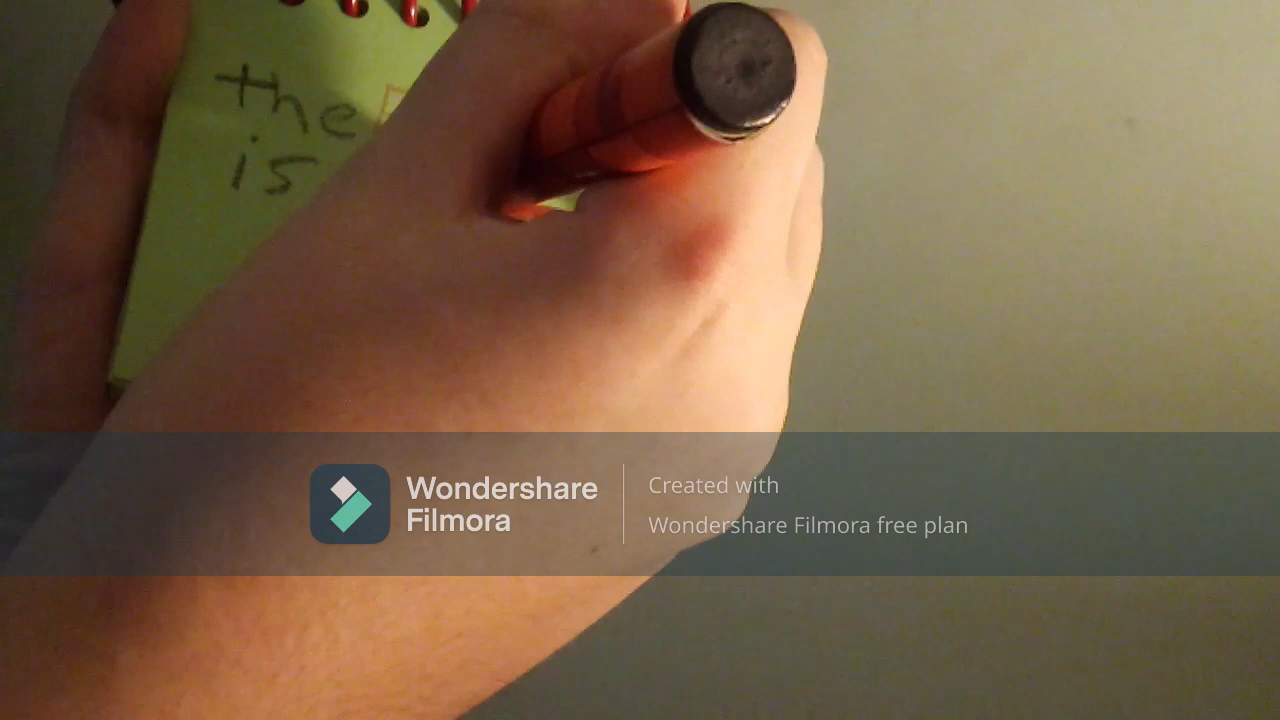 the
is
Wondershare
Filmora
Created with
Wondershare Filmora free plan